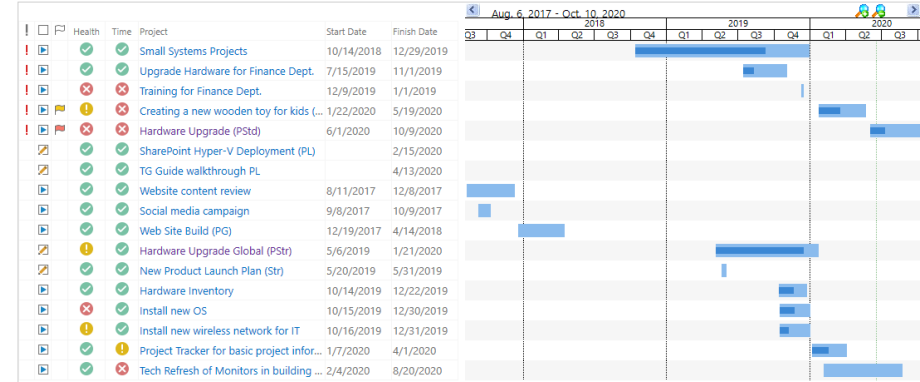 Aug. 6, 2017 - Oct. 10, 2020
2018 2019 2020
Q3 Q4 Q1 Q2 Q3 Q4 Q1 Q2 Q3 Q4 Q1 Q2 Q3
Health Time Project Start Date Finish Date
! Small Systems Projects 10/14/2018 12/29/2019
! Upgrade Hardware for Finance Dept. 7/15/2019 11/1/2019
! Training for Finance Dept. 12/9/2019 1/1/2019
! Creating a new wooden toy for kids (... 1/22/2020 5/19/2020
! Hardware Upgrade (PStd) 6/1/2020 10/9/2020
SharePoint Hyper-V Deployment (PL) 2/15/2020
TG Guide walkthrough PL 4/13/2020
Website content review 8/11/2017 12/8/2017
Social media campaign 9/8/2017 10/9/2017
Web Site Build (PG) 12/19/2017 4/14/2018
Hardware Upgrade Global (PStr) 5/6/2019 1/21/2020
New Product Launch Plan (Str) 5/20/2019 5/31/2019
Hardware Inventory 10/14/2019 12/22/2019
Install new OS 10/15/2019 12/30/2019
Install new wireless network for IT 10/16/2019 12/31/2019
Project Tracker for basic project infor... 1/7/2020 4/1/2020
Tech Refresh of Monitors in building ... 2/4/2020 8/20/2020